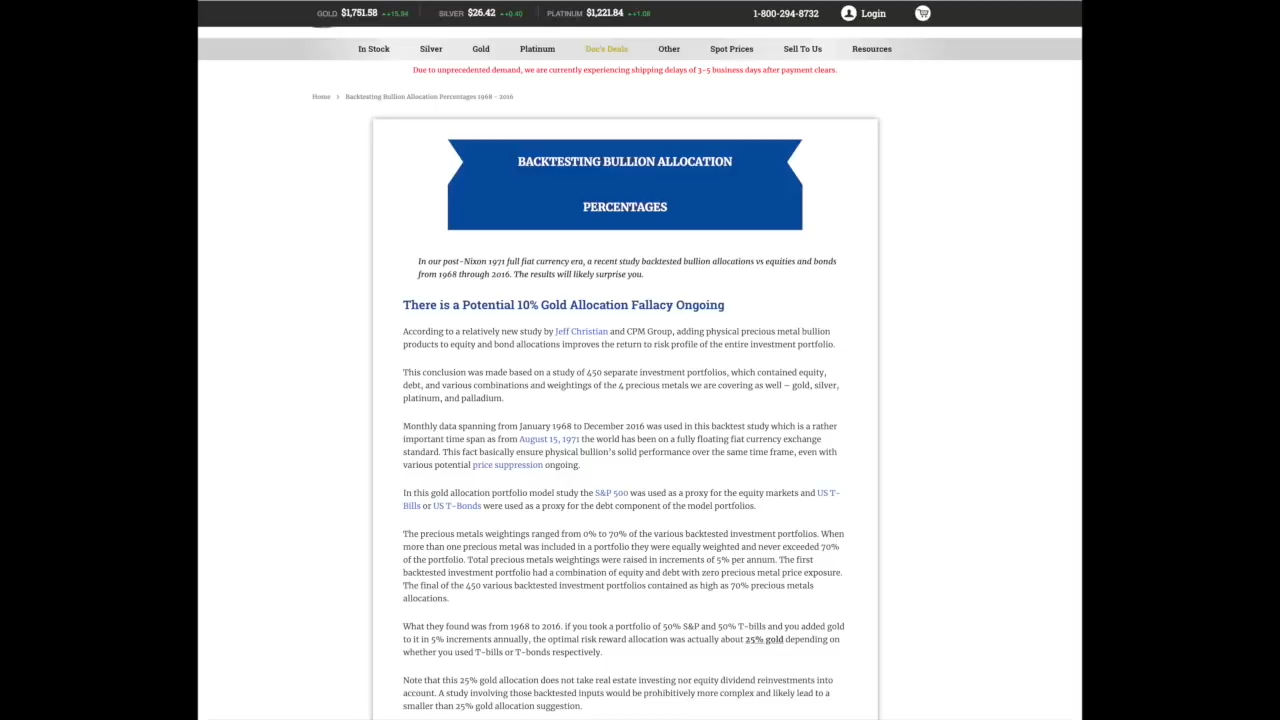 GOLD $1,751.58 +15.84 SILVER $26.42 +0.40 PLATINUM $1,221.84 +1.08 1-800-294-8732 Login
In Stock Silver Gold Platinum Doc's Deals Other Spot Prices Sell To Us Resources
Due to unprecedented demand, we are currently experiencing shipping delays of 3-5 business days after payment clears.
Home > Backtesting Bullion Allocation Percentages 1968 - 2016
BACKTESTING BULLION ALLOCATION
PERCENTAGES
In our post-Nixon 1971 full fiat currency era, a recent study backtested bullion allocations vs equities and bonds
from 1968 through 2016. The results will likely surprise you.
There is a Potential 10% Gold Allocation Fallacy Ongoing
According to a relatively new study by Jeff Christian and CPM Group, adding physical precious metal bullion
products to equity and bond allocations improves the return to risk profile of the entire investment portfolio.
This conclusion was made based on a study of 450 separate investment portfolios, which contained equity,
debt, and various combinations and weightings of the 4 precious metals we are covering as well – gold, silver,
platinum, and palladium.
Monthly data spanning from January 1968 to December 2016 was used in this backtest study which is a rather
important time span as from August 15, 1971 the world has been on a fully floating fiat currency exchange
standard. This fact basically ensure physical bullion's solid performance over the same time frame, even with
various potential price suppression ongoing.
In this gold allocation portfolio model study the S&P 500 was used as a proxy for the equity markets and US T-
Bills or US T-Bonds were used as a proxy for the debt component of the model portfolios.
The precious metals weightings ranged from 0% to 70% of the various backtested investment portfolios. When
more than one precious metal was included in a portfolio they were equally weighted and never exceeded 70%
of the portfolio. Total precious metals weightings were raised in increments of 5% per annum. The first
backtested investment portfolio had a combination of equity and debt with zero precious metal price exposure.
The final of the 450 various backtested investment portfolios contained as high as 70% precious metals
allocations.
What they found was from 1968 to 2016. if you took a portfolio of 50% S&P and 50% T-bills and you added gold
to it in 5% increments annually, the optimal risk reward allocation was actually about 25% gold depending on
whether you used T-bills or T-bonds respectively.
Note that this 25% gold allocation does not take real estate investing nor equity dividend reinvestments into
account. A study involving those backtested inputs would be prohibitively more complex and likely lead to a
smaller than 25% gold allocation suggestion.